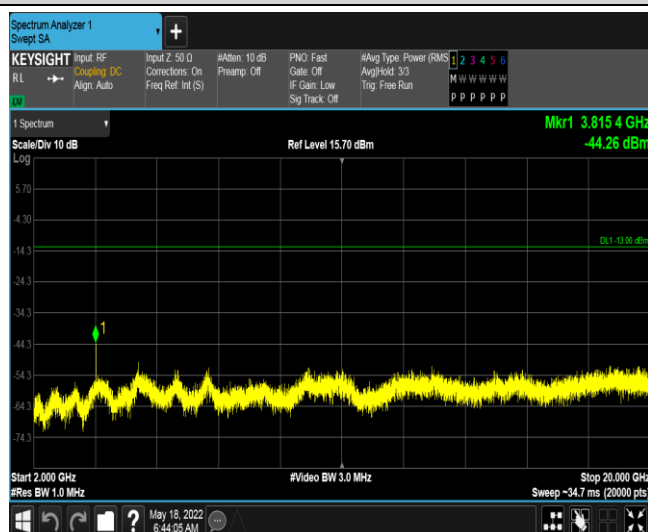 Spectrum Analyzer 1
Swept SA
KEYSIGHT
RL
LXI
Input: RF
Coupling: DC
Align: Auto
Input Z: 50 Ω
Corrections: On
Freq Ref: Int (S)
#Atten: 10 dB
Preamp: Off
PNO: Fast
Gate: Off
IF Gain: Low
Sig Track: Off
#Avg Type: Power (RMS
Avg|Hold: 3/3
Trig: Free Run
1 2 3 4 5 6
M W W W W W
P P P P P P
1 Spectrum
Scale/Div 10 dB
Ref Level 15.70 dBm
Mkr1 3.815 4 GHz
-44.26 dBm
Log
5.70
-4.30
DL1 -13.00 dBm
-14.3
-24.3
-34.3
1
-44.3
-54.3
-64.3
-74.3
Start 2.000 GHz
#Video BW 3.0 MHz
Stop 20.000 GHz
#Res BW 1.0 MHz
Sweep ~34.7 ms (20000 pts)
?
May 18, 2022
6:44:05 AM